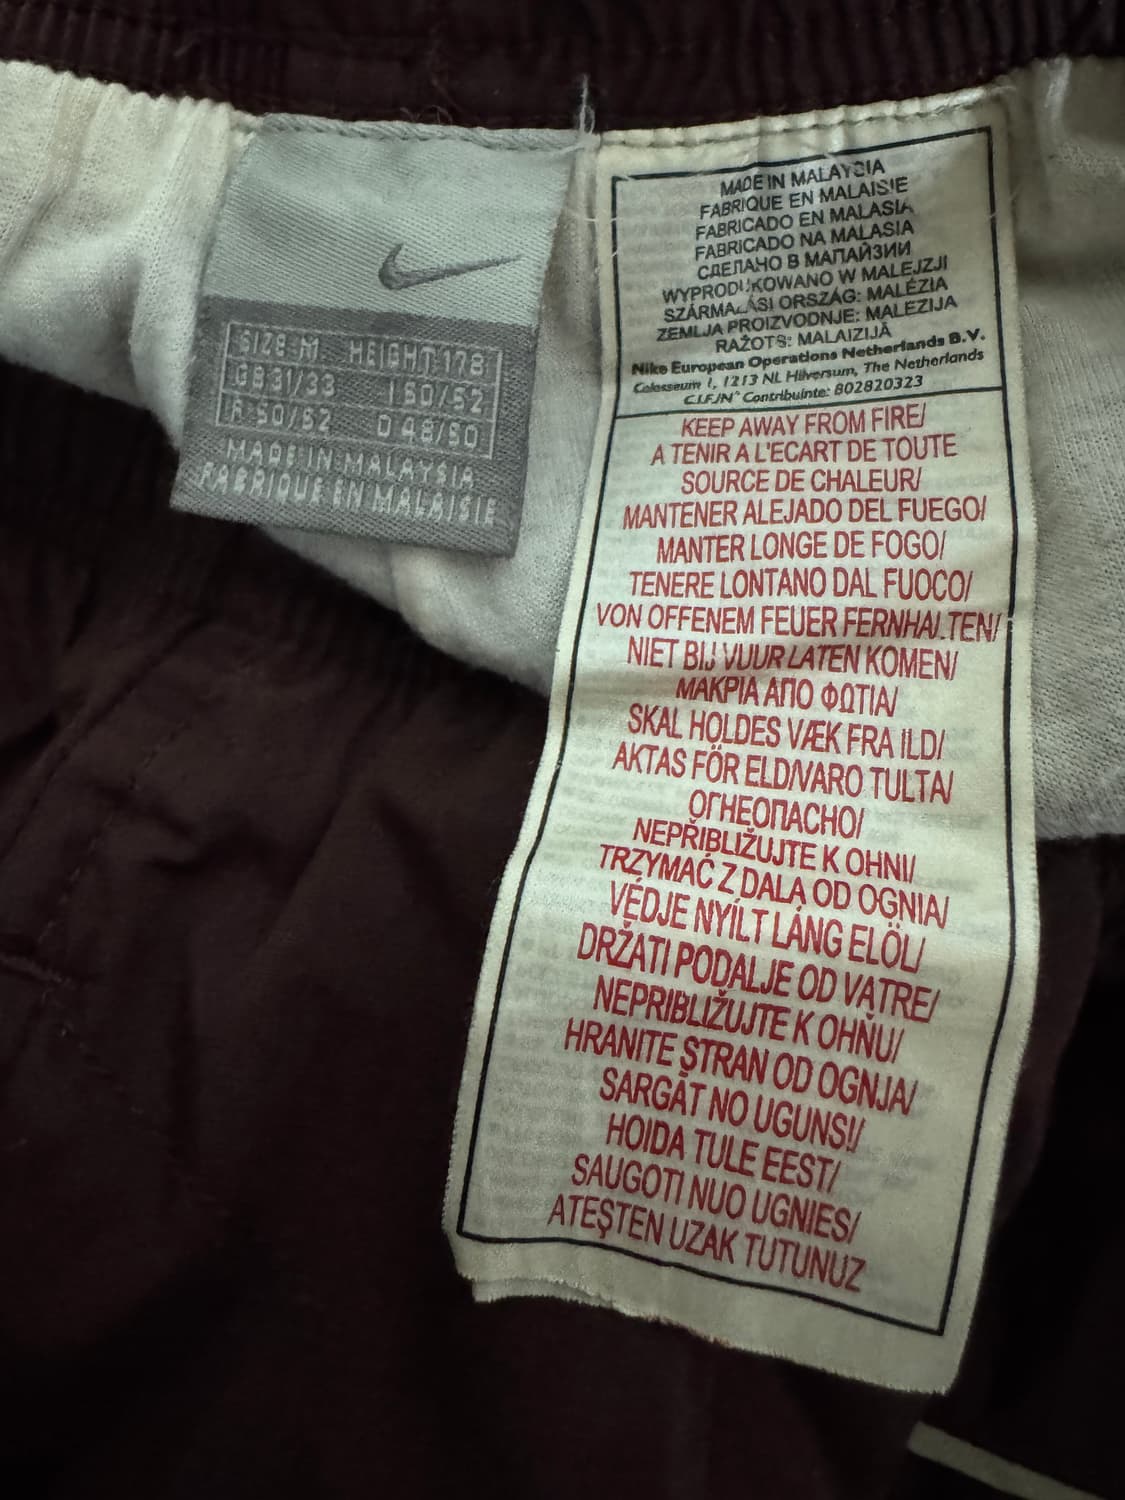 SIZE M HEIGHT 178
GB 31/33 I 50/52
F 50/52 D 48/50
MADE IN MALAYSIA
FABRIQUE EN MALAISIE
MADE IN MALAYSIA
FABRIQUE EN MALAISIE
FABRICADO EN MALASIA
FABRICADO NA MALASIA
СДЕЛАНО В МАЛАЙЗИИ
WYPRODUKOWANO W MALEJZJI
SZÁRMAZÁSI ORSZÁG: MALÉZIA
ZEMLJA PROIZVODNJE: MALEZIJA
RAŽOTS: MALAIZIJĀ
Nike European Operations Netherlands B.V.
Colosseum 1, 1213 NL Hilversum, The Netherlands
C.I.F./N° Contribuinte: 802820323
KEEP AWAY FROM FIRE/
A TENIR A L'ECART DE TOUTE
SOURCE DE CHALEUR/
MANTENER ALEJADO DEL FUEGO/
MANTER LONGE DE FOGO/
TENERE LONTANO DAL FUOCO/
VON OFFENEM FEUER FERNHALTEN/
NIET BIJ VUUR LATEN KOMEN/
ΜΑΚΡΙΑ ΑΠΟ ΦΩΤΙΑ/
SKAL HOLDES VÆK FRA ILD/
AKTAS FÖR ELD/VARO TULTA/
ОГНЕОПАСНО/
NEPŘIBLIŽUJTE K OHNI/
TRZYMAĆ Z DALA OD OGNIA/
VÉDJE NYÍLT LÁNG ELÖL/
DRŽATI PODALJE OD VATRE/
NEPRIBLIŽUJTE K OHŇU/
HRANITE STRAN OD OGNJA/
SARGĀT NO UGUNS!/
HOIDA TULE EEST/
SAUGOTI NUO UGNIES/
ATEŞTEN UZAK TUTUNUZ